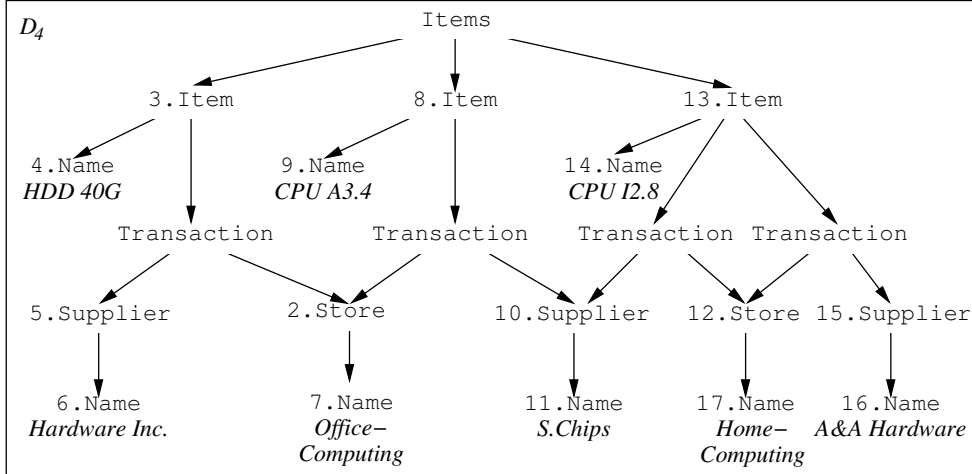 D4
Items
3.Item 8.Item 13.Item
4.Name 9.Name 14.Name
HDD 40G CPU A3.4 CPU I2.8
Transaction Transaction Transaction Transaction
5.Supplier 2.Store 10.Supplier 12.Store 15.Supplier
6.Name 7.Name 11.Name 17.Name 16.Name
Hardware Inc. Office– S.Chips Home– A&A Hardware
Computing Computing